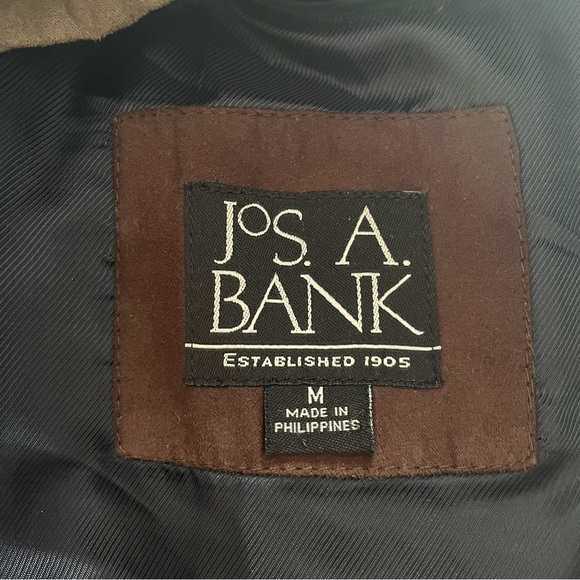 JoS. A.
BANK
ESTABLISHED 1905
M
MADE IN
PHILIPPINES